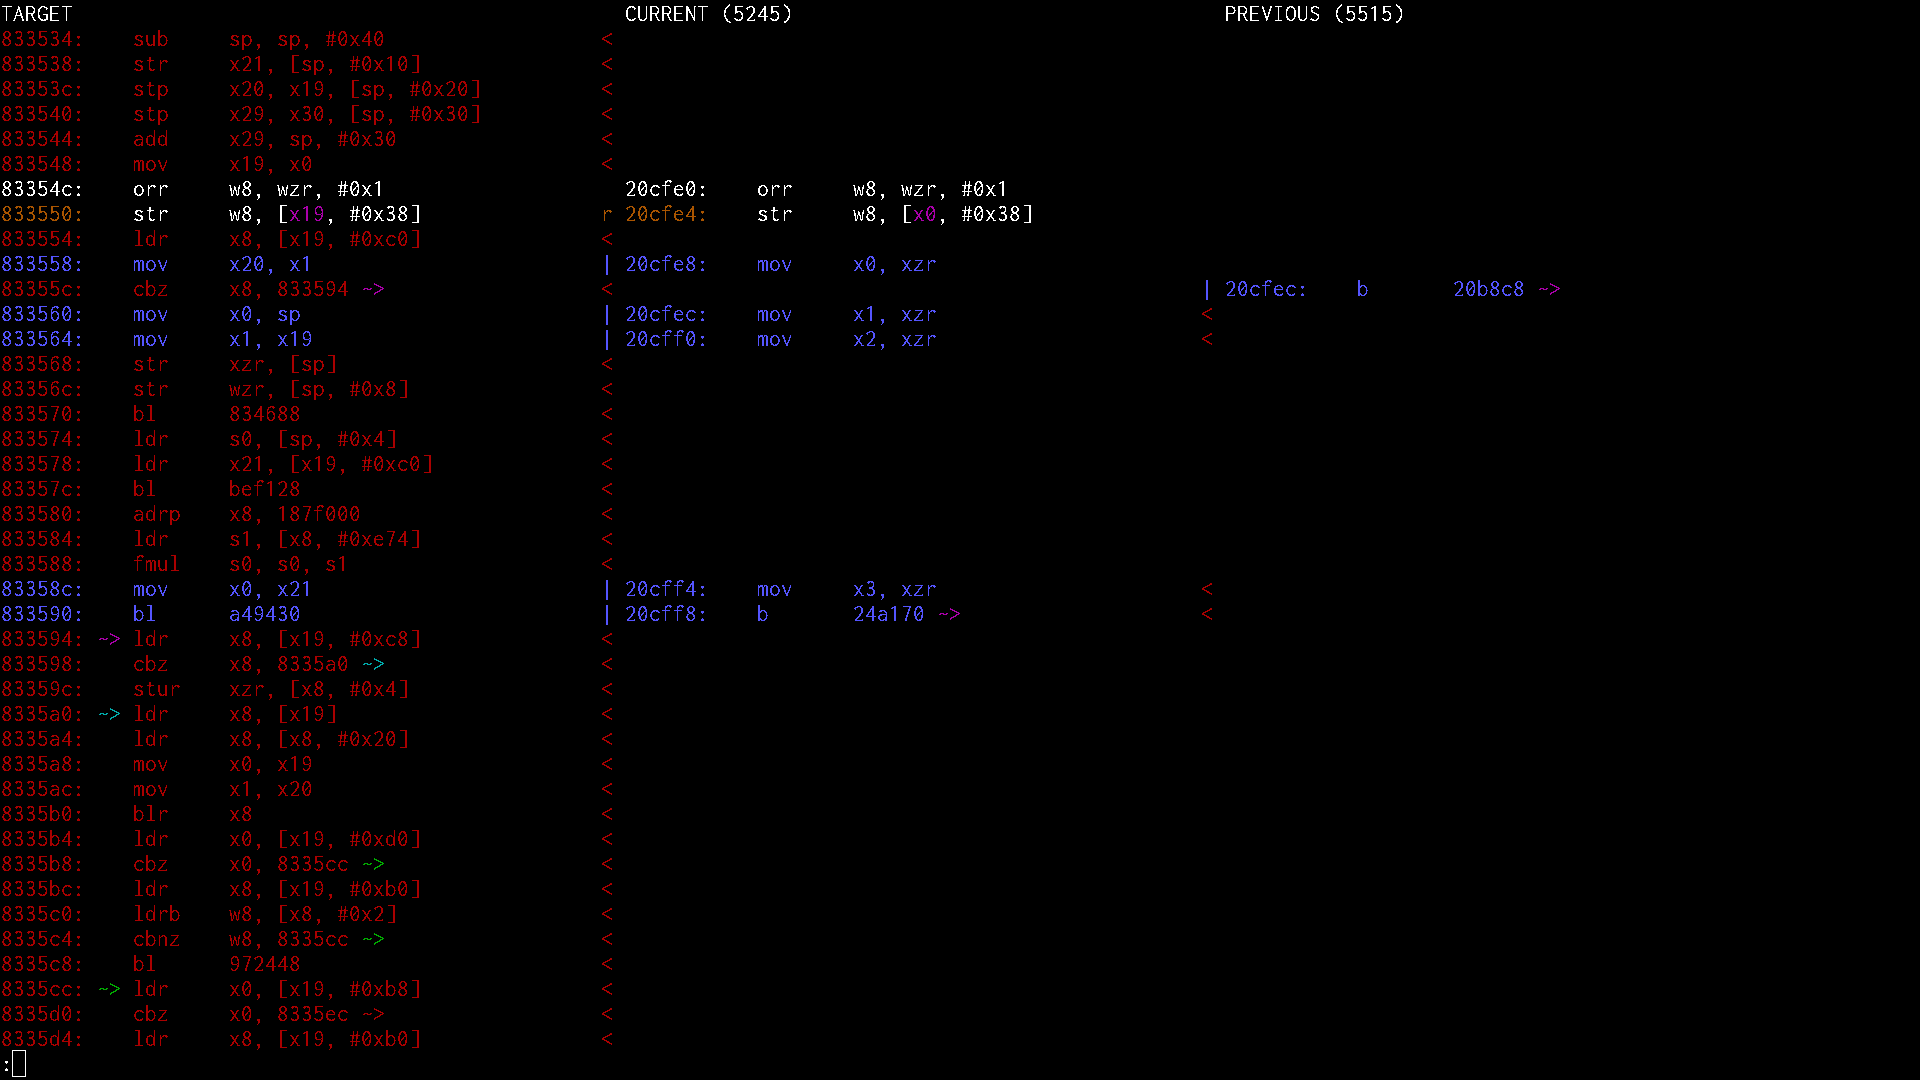 TARGET CURRENT (5245) PREVIOUS (5515)
833534: sub sp, sp, #0x40 <
833538: str x21, [sp, #0x10] <
83353c: stp x20, x19, [sp, #0x20] <
833540: stp x29, x30, [sp, #0x30] <
833544: add x29, sp, #0x30 <
833548: mov x19, x0 <
83354c: orr w8, wzr, #0x1 20cfe0: orr w8, wzr, #0x1
833550: str w8, [x19, #0x38] r 20cfe4: str w8, [x0, #0x38]
833554: ldr x8, [x19, #0xc0] <
833558: mov x20, x1 | 20cfe8: mov x0, xzr
83355c: cbz x8, 833594 ~> < | 20cfec: b 20b8c8 ~>
833560: mov x0, sp | 20cfec: mov x1, xzr <
833564: mov x1, x19 | 20cff0: mov x2, xzr <
833568: str xzr, [sp] <
83356c: str wzr, [sp, #0x8] <
833570: bl 834688 <
833574: ldr s0, [sp, #0x4] <
833578: ldr x21, [x19, #0xc0] <
83357c: bl bef128 <
833580: adrp x8, 187f000 <
833584: ldr s1, [x8, #0xe74] <
833588: fmul s0, s0, s1 <
83358c: mov x0, x21 | 20cff4: mov x3, xzr <
833590: bl a49430 | 20cff8: b 24a170 ~> <
833594: ~> ldr x8, [x19, #0xc8] <
833598: cbz x8, 8335a0 ~> <
83359c: stur xzr, [x8, #0x4] <
8335a0: ~> ldr x8, [x19] <
8335a4: ldr x8, [x8, #0x20] <
8335a8: mov x0, x19 <
8335ac: mov x1, x20 <
8335b0: blr x8 <
8335b4: ldr x0, [x19, #0xd0] <
8335b8: cbz x0, 8335cc ~> <
8335bc: ldr x8, [x19, #0xb0] <
8335c0: ldrb w8, [x8, #0x2] <
8335c4: cbnz w8, 8335cc ~> <
8335c8: bl 972448 <
8335cc: ~> ldr x0, [x19, #0xb8] <
8335d0: cbz x0, 8335ec ~> <
8335d4: ldr x8, [x19, #0xb0] <
: